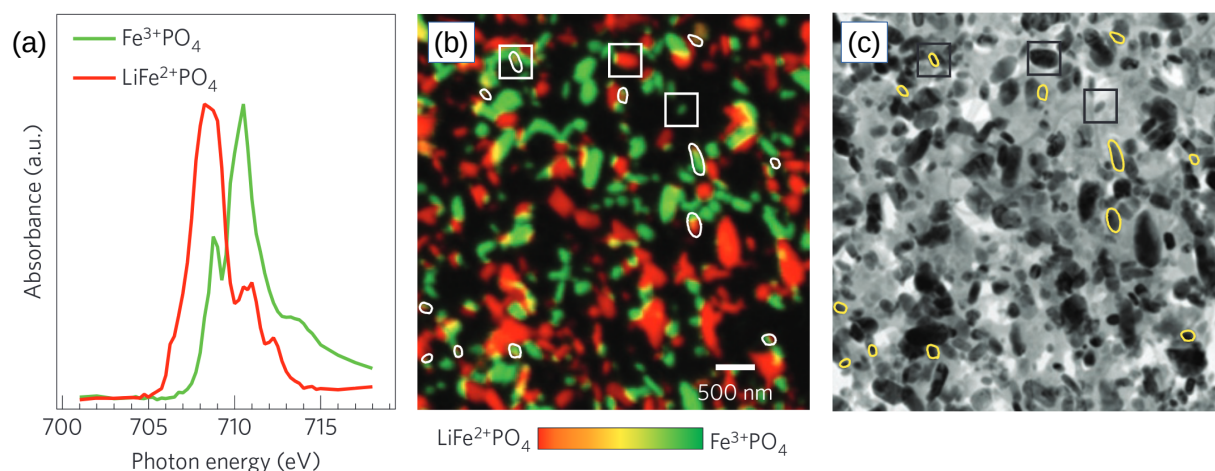 (a)
Fe³⁺PO₄
LiFe²⁺PO₄
Absorbance (a.u.)
700 705 710 715
Photon energy (eV)
(b)
500 nm
LiFe²⁺PO₄ Fe³⁺PO₄
(c)